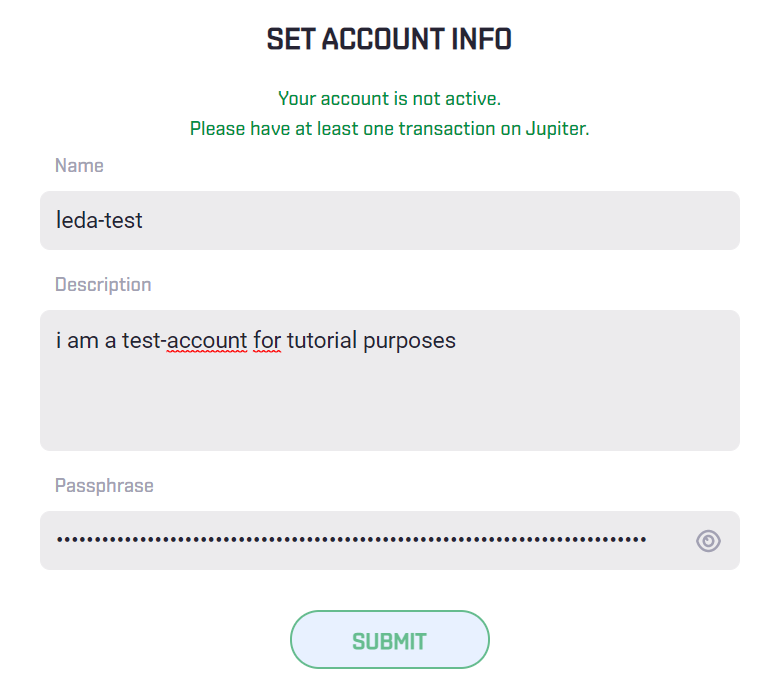 SET ACCOUNT INFO
Your account is not active.
Please have at least one transaction on Jupiter.
Name
leda-test
Description
i am a test-account for tutorial purposes
Passphrase
SUBMIT